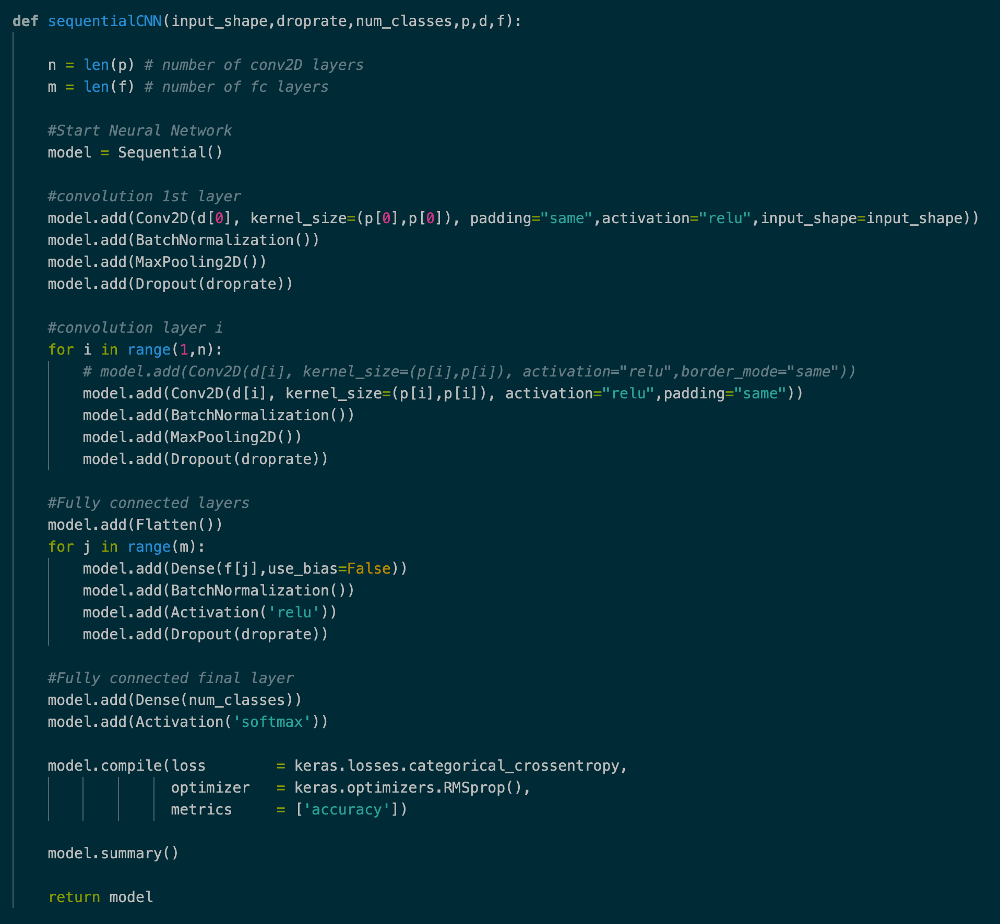 def sequentialCNN(input_shape,droprate,num_classes,p,d,f):
n = len(p) # number of conv2D layers
m = len(f) # number of fc layers
#Start Neural Network
model = Sequential()
#convolution 1st layer
model.add(Conv2D(d[0], kernel_size=(p[0],p[0]), padding="same",activation="relu",input_shape=input_shape))
model.add(BatchNormalization())
model.add(MaxPooling2D())
model.add(Dropout(droprate))
#convolution layer i
for i in range(1,n):
# model.add(Conv2D(d[i], kernel_size=(p[i],p[i]), activation="relu",border_mode="same"))
model.add(Conv2D(d[i], kernel_size=(p[i],p[i]), activation="relu",padding="same"))
model.add(BatchNormalization())
model.add(MaxPooling2D())
model.add(Dropout(droprate))
#Fully connected layers
model.add(Flatten())
for j in range(m):
model.add(Dense(f[j],use_bias=False))
model.add(BatchNormalization())
model.add(Activation('relu'))
model.add(Dropout(droprate))
#Fully connected final layer
model.add(Dense(num_classes))
model.add(Activation('softmax'))
model.compile(loss        = keras.losses.categorical_crossentropy,
optimizer   = keras.optimizers.RMSprop(),
metrics     = ['accuracy'])
model.summary()
return model